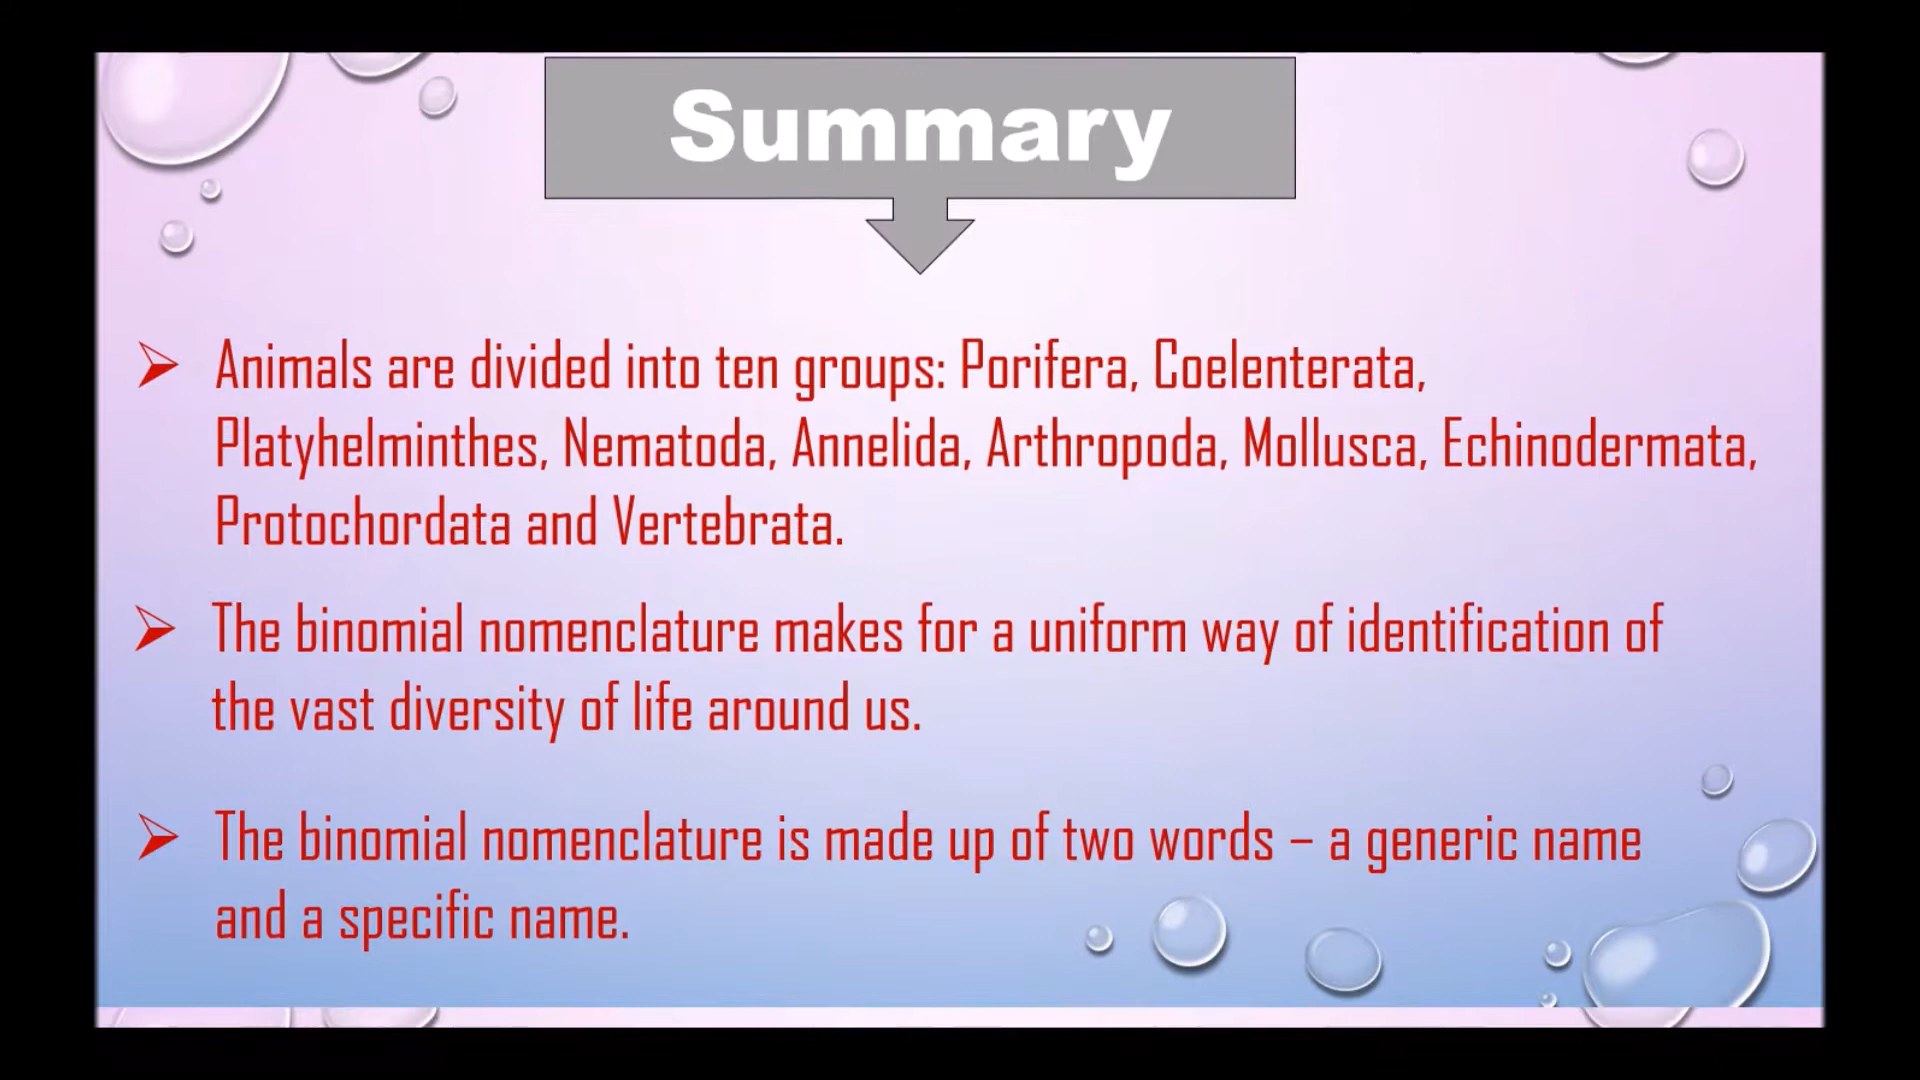 Summary
Animals are divided into ten groups: Porifera, Coelenterata,
Platyhelminthes, Nematoda, Annelida, Arthropoda, Mollusca, Echinodermata,
Protochordata and Vertebrata.
The binomial nomenclature makes for a uniform way of identification of
the vast diversity of life around us.
The binomial nomenclature is made up of two words – a generic name
and a specific name.